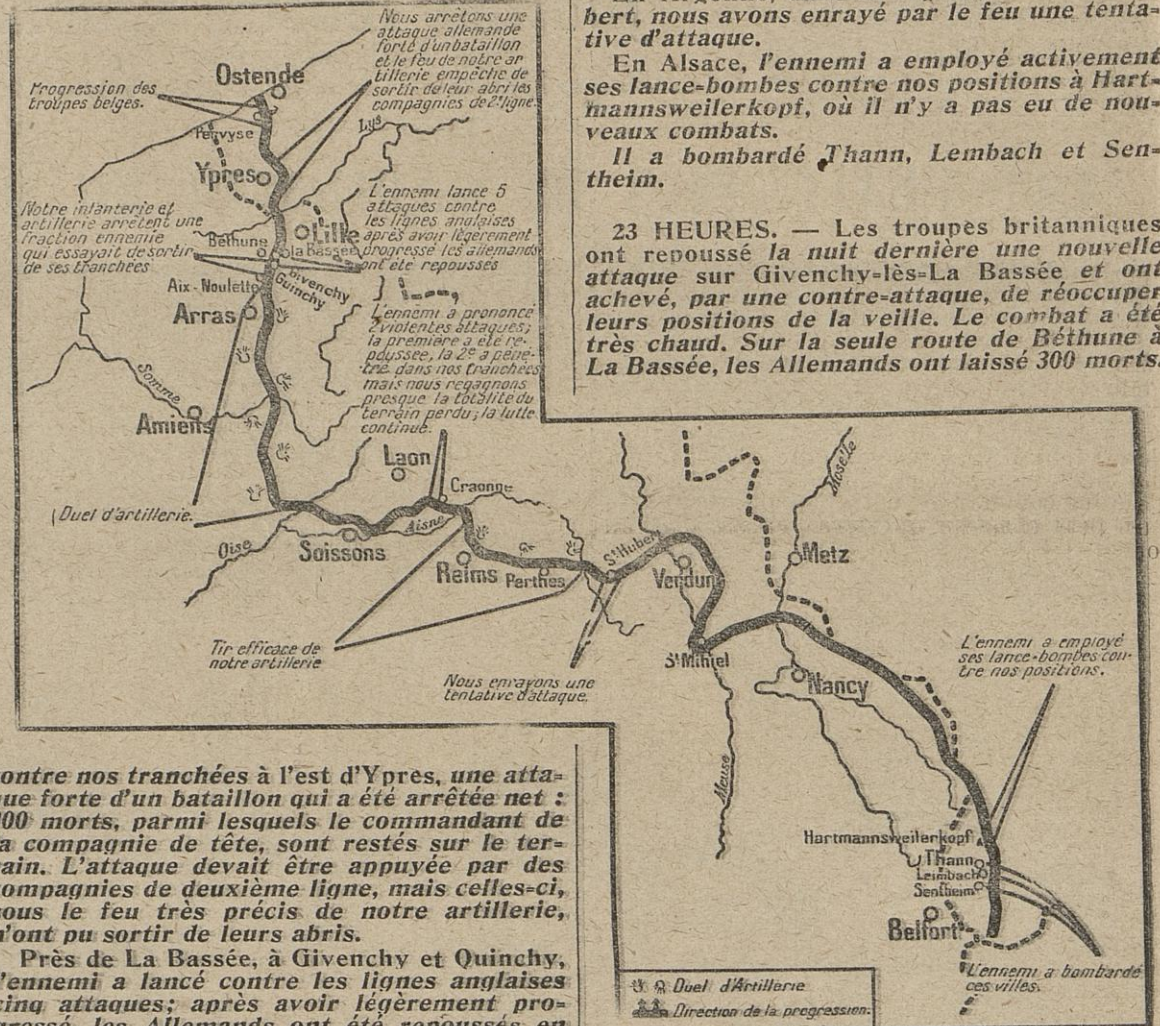 bert, nous avons enrayé par le feu une tenta=
tive d'attaque.
En Alsace, l'ennemi a employé activement
ses lance=bombes contre nos positions à Hart=
mannsweilerkopf, où il n'y a pas eu de nou=
veaux combats.
Il a bombardé Thann, Lembach et Sen=
theim.
23 HEURES. — Les troupes britanniques
ont repoussé la nuit dernière une nouvelle
attaque sur Givenchy=lès=La Bassée et ont
achevé, par une contre=attaque, de réoccuper
leurs positions de la veille. Le combat a été
très chaud. Sur la seule route de Béthune à
La Bassée, les Allemands ont laissé 300 morts.
Nous arrêtons une
attaque allemande
forte d'un bataillon
et le feu de notre ar
tillerie empêche de
sortir de leur abri les
compagnies de 2e ligne.
Ostende
Progression des
troupes belges.
Pervyse
Lys
Ypres
Notre infanterie et
artillerie arrêtent une
fraction ennemie
qui essayait de sortir
de ses tranchées
L'ennemi lance 5
attaques contre
les lignes anglaises
après avoir légèrement
progressé les allemands
ont été repoussés
Lille
Béthune
la Bassée
Givenchy
Guinchy
Aix-Noulette
Arras
L'ennemi a prononcé
2 violentes attaques;
la première a été re-
poussée, la 2e a péné-
tré dans nos tranchées
mais nous regagnons
presque la totalité du
terrain perdu; la lutte
continue.
Somme
Amiens
Laon
Craonne
Duel d'artillerie.
Aisne
Oise
Soissons
Reims
Perthes
St Hubert
Verdun
Moselle
Metz
Tir efficace de
notre artillerie
Nous enrayons une
tentative d'attaque.
St Mihiel
Nancy
L'ennemi a employé
ses lance-bombes con-
tre nos positions.
Meuse
Hartmannsweilerkopf
Thann
Leimbach
Sentheim
Belfort
L'ennemi a bombardé
ces villes.
Duel d'Artillerie
Direction de la progression.
ontre nos tranchées à l'est d'Ypres, une atta=
ue forte d'un bataillon qui a été arrêtée net :
00 morts, parmi lesquels le commandant de
a compagnie de tête, sont restés sur le ter=
ain. L'attaque devait être appuyée par des
ompagnies de deuxième ligne, mais celles=ci,
ous le feu très précis de notre artillerie,
n'ont pu sortir de leurs abris.
Près de La Bassée, à Givenchy et Quinchy,
l'ennemi a lancé contre les lignes anglaises
cinq attaques; après avoir légèrement pro=
gressé, les Allemands ont été repoussés en